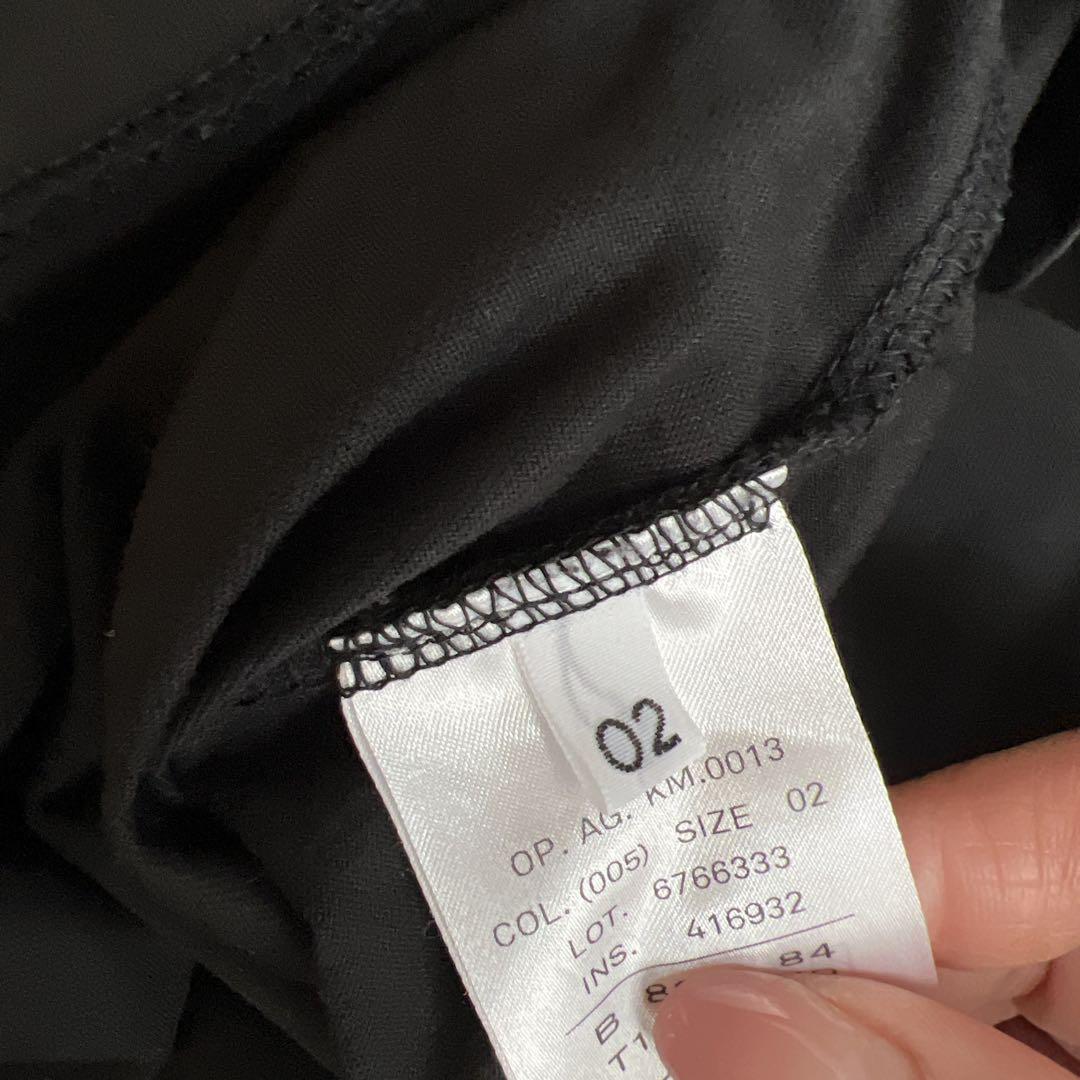 02
OP. AG. KM.0013
COL. (005) SIZE 02
LOT. 6766333
INS. 416932
B 84